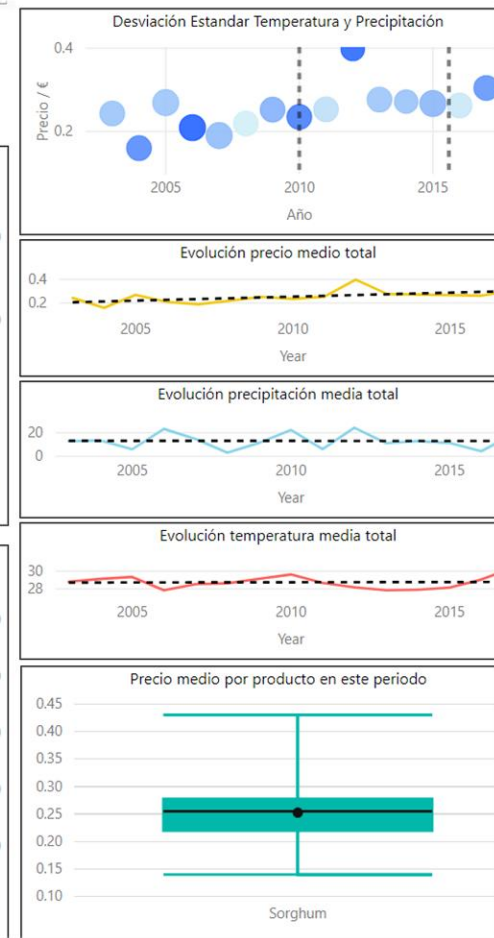 Desviación Estandar Temperatura y Precipitación
0.4
0.2
Precio / €
2005 2010 2015
Año
Evolución precio medio total
0.4
0.2
2005 2010 2015
Year
Evolución precipitación media total
20
0
2005 2010 2015
Year
Evolución temperatura media total
30
28
2005 2010 2015
Year
Precio medio por producto en este periodo
0.45
0.40
0.35
0.30
0.25
0.20
0.15
0.10
Sorghum